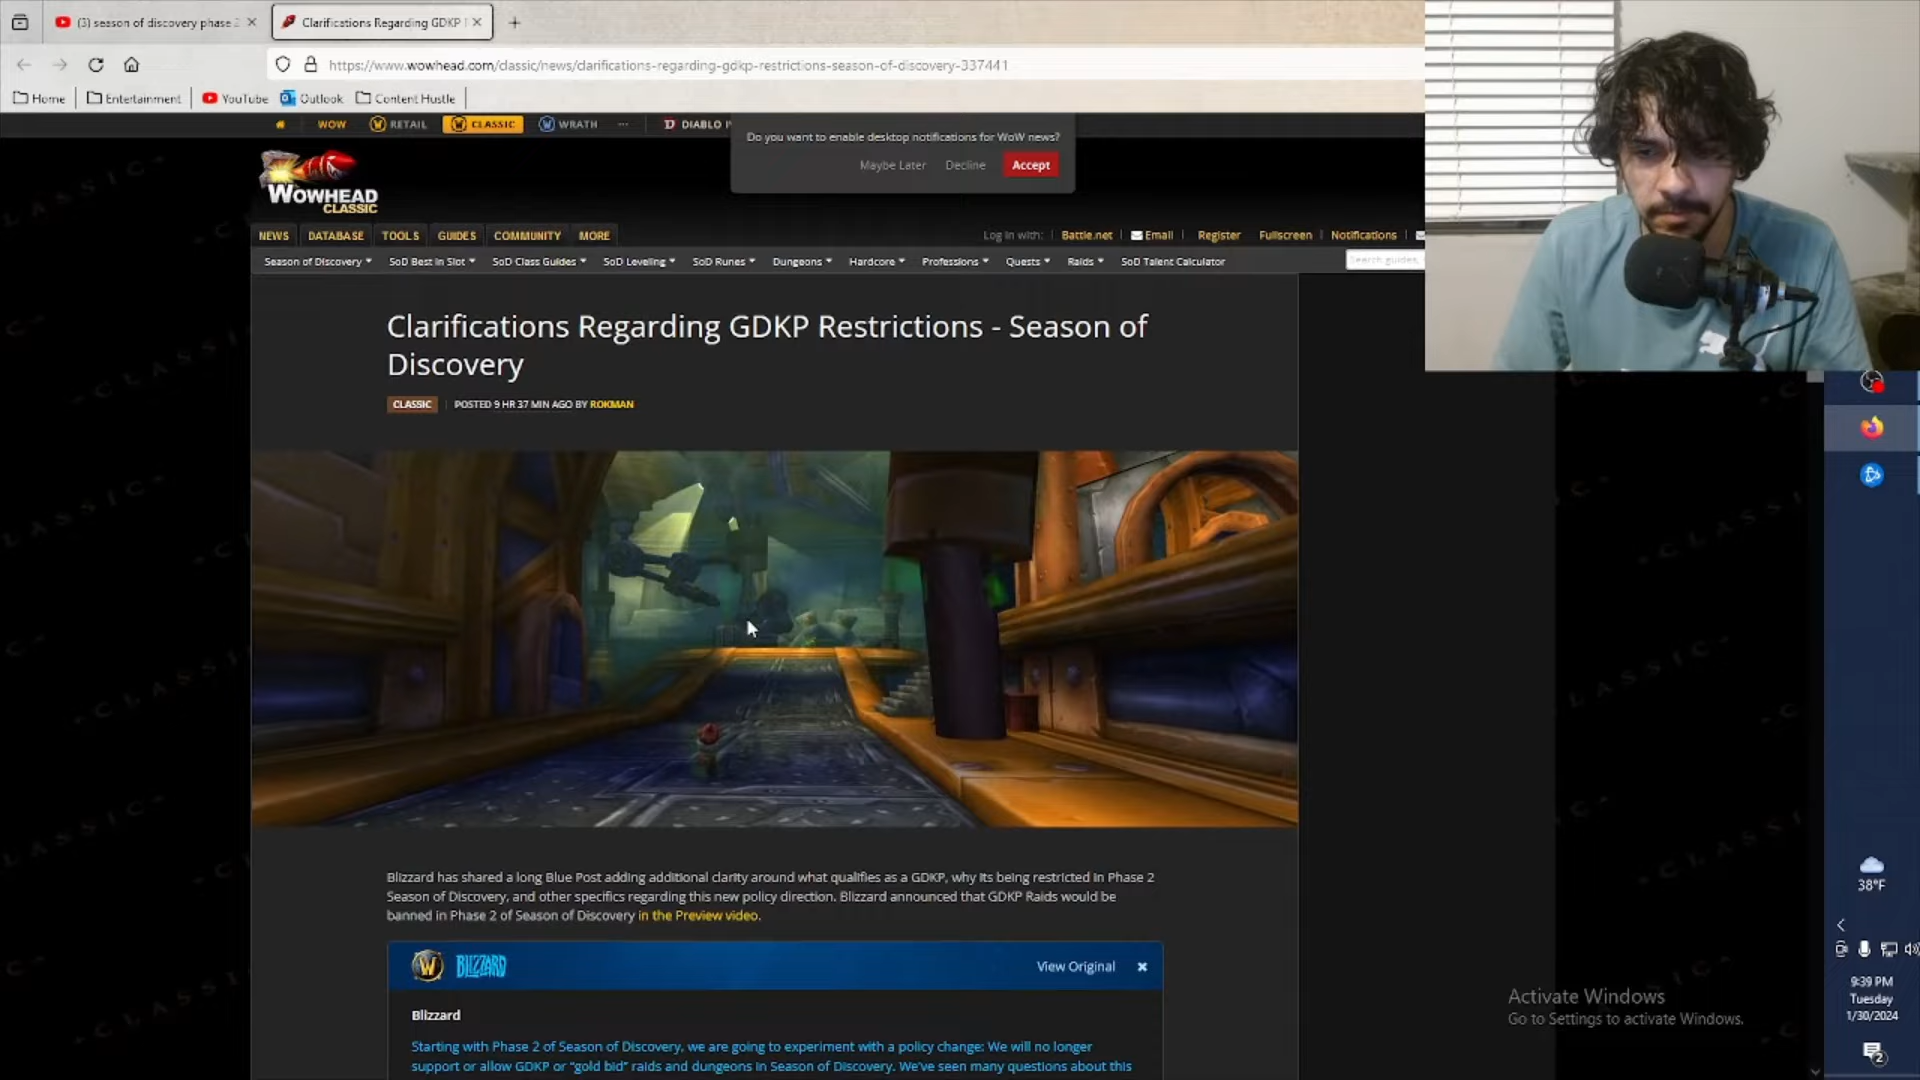 (3) season of discovery phase
Clarifications Regarding GDKP
https://www.wowhead.com/classic/news/clarifications-regarding-gdkp-restrictions-season-of-discovery-337441
Home
Entertainment
YouTube
Outlook
Content Hustle
WOW
RETAIL
CLASSIC
WRATH
DIABLO
Do you want to enable desktop notifications for WoW news?
Maybe Later
Decline
Accept
WOWHEAD
CLASSIC
NEWS
DATABASE
TOOLS
GUIDES
COMMUNITY
MORE
Log in with:
Battle.net
Email
Register
Fullscreen
Notifications
Season of Discovery
SoD Best in Slot
SoD Class Guides
SoD Leveling
SoD Runes
Dungeons
Hardcore
Professions
Quests
Raids
SoD Talent Calculator
Search guides,
Clarifications Regarding GDKP Restrictions - Season of
Discovery
CLASSIC
POSTED 9 HR 37 MIN AGO BY ROKMAN
Blizzard has shared a long Blue Post adding additional clarity around what qualifies as a GDKP, why its being restricted in Phase 2
Season of Discovery, and other specifics regarding this new policy direction. Blizzard announced that GDKP Raids would be
banned in Phase 2 of Season of Discovery in the Preview video.
BLIZZARD
View Original
Blizzard
Starting with Phase 2 of Season of Discovery, we are going to experiment with a policy change: We will no longer
support or allow GDKP or "gold bid" raids and dungeons in Season of Discovery. We've seen many questions about this
38°F
9:39 PM
Tuesday
1/30/2024
2
Activate Windows
Go to Settings to activate Windows.